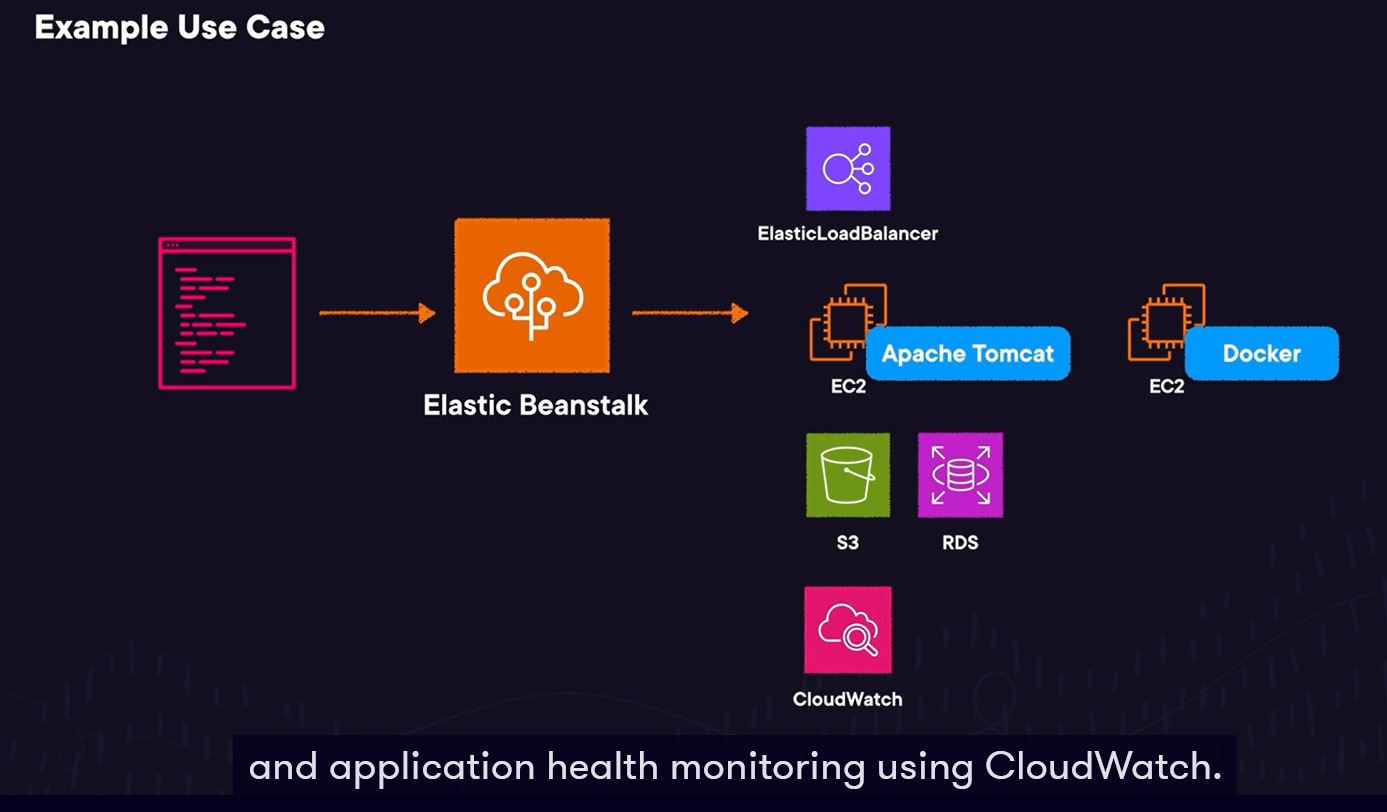 Example Use Case
ElasticLoadBalancer
Elastic Beanstalk
Apache Tomcat
EC2
Docker
EC2
S3
RDS
CloudWatch
and application health monitoring using CloudWatch.